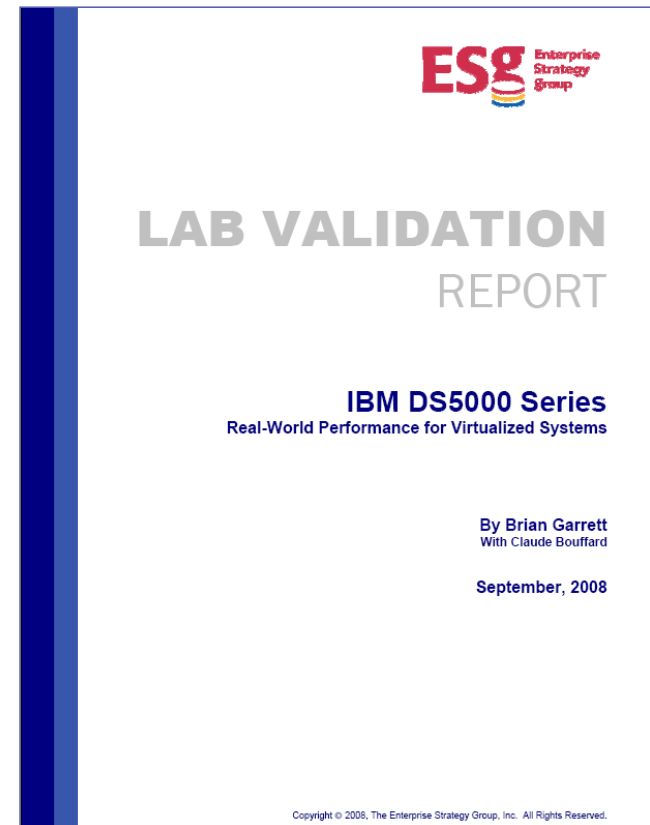 ESg Enterprise
Strategy
Group
LAB VALIDATION
REPORT
IBM DS5000 Series
Real-World Performance for Virtualized Systems
By Brian Garrett
With Claude Bouffard
September, 2008
Copyright © 2008, The Enterprise Strategy Group, Inc. All Rights Reserved.